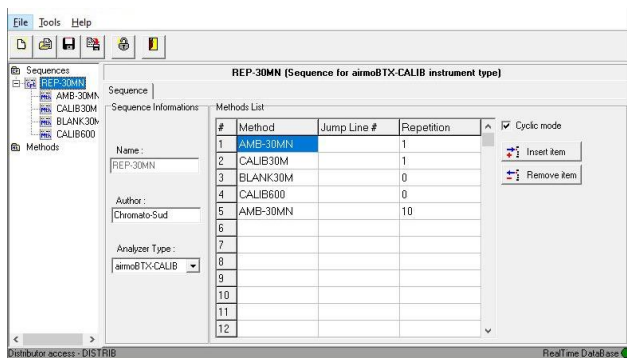 File Tools Help
Sequences
REP-30MN
AMB-30MN
CALIB30M
BLANK30M
CALIB600
Methods
REP-30MN (Sequence for airmoBTX-CALIB instrument type)
Sequence
Sequence Informations
Name :
REP-30MN
Author :
Chromato-Sud
Analyzer Type :
airmoBTX-CALIB
Methods List
# Method Jump Line # Repetition
1 AMB-30MN 1
2 CALIB30M 1
3 BLANK30M 0
4 CALIB600 0
5 AMB-30MN 10
6
7
8
9
10
11
12
Cyclic mode
Insert item
Remove item
Distributor access - DISTRIB
RealTime DataBase